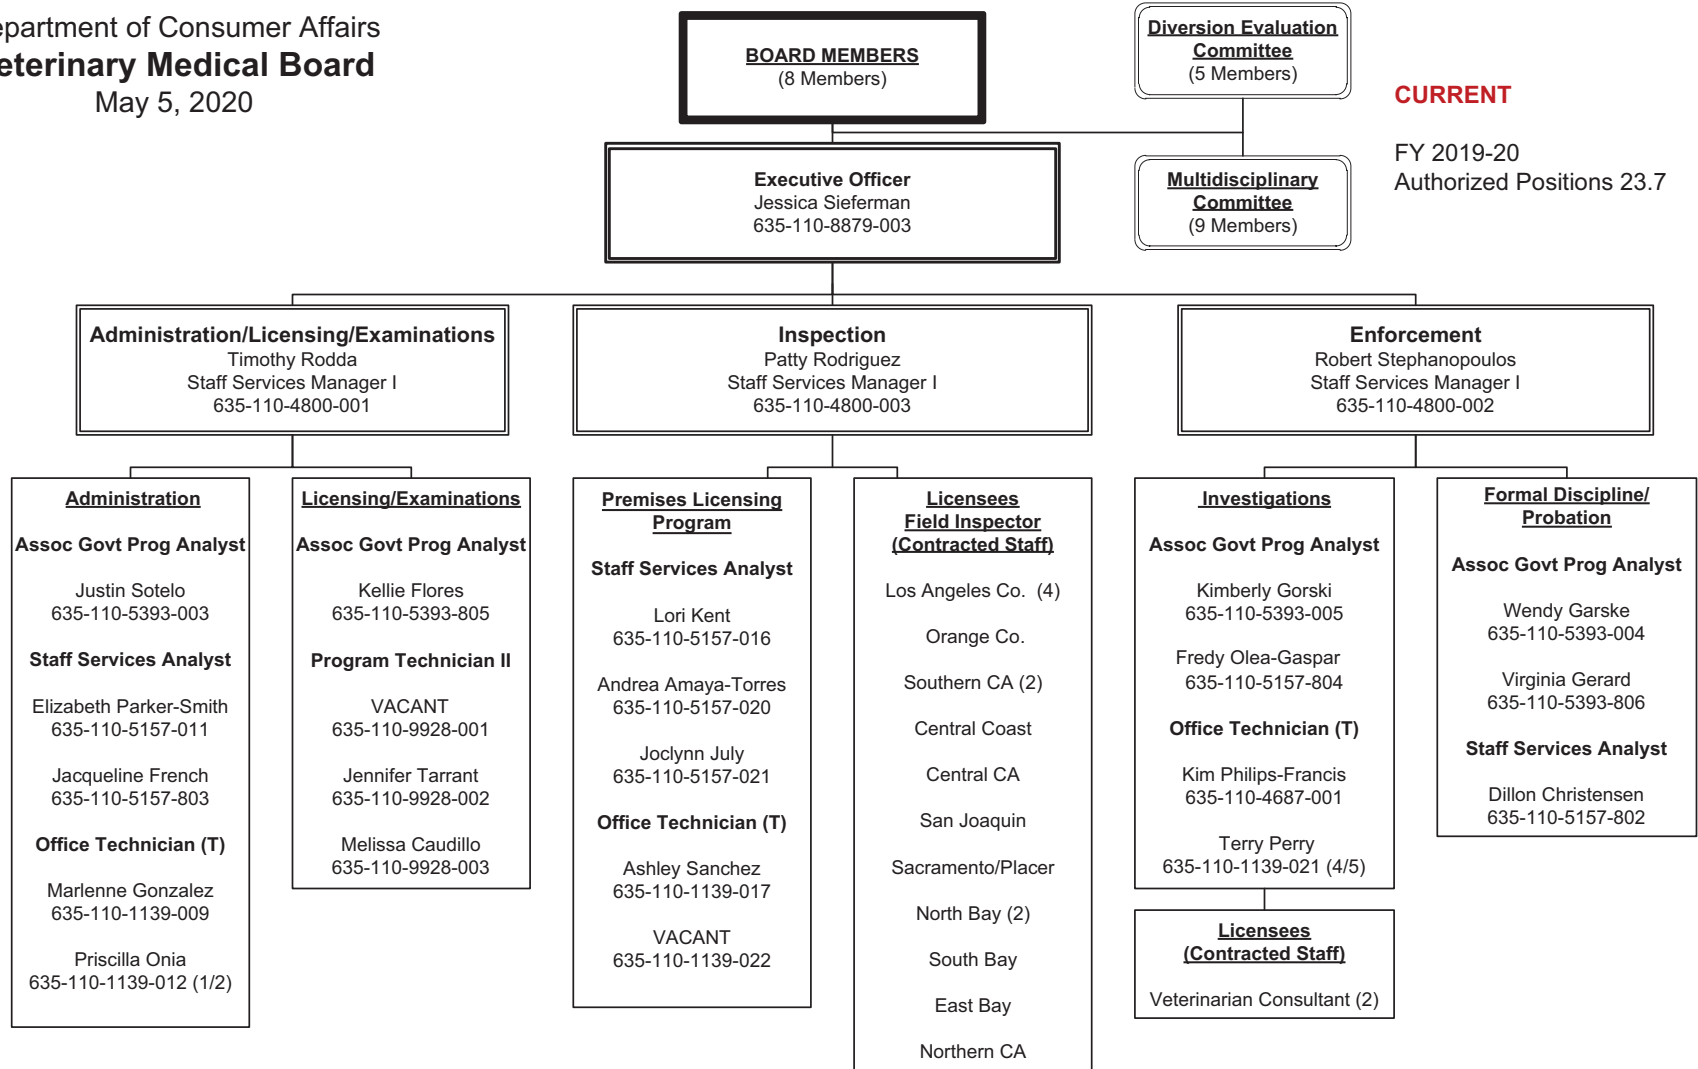 epartment of Consumer Affairs
eterinary Medical Board
May 5, 2020
BOARD MEMBERS
(8 Members)
Diversion Evaluation
Committee
(5 Members)
CURRENT
FY 2019-20
Authorized Positions 23.7
Executive Officer
Jessica Sieferman
635-110-8879-003
Multidisciplinary
Committee
(9 Members)
Administration/Licensing/Examinations
Timothy Rodda
Staff Services Manager I
635-110-4800-001
Inspection
Patty Rodriguez
Staff Services Manager I
635-110-4800-003
Enforcement
Robert Stephanopoulos
Staff Services Manager I
635-110-4800-002
Administration
Assoc Govt Prog Analyst
Justin Sotelo
635-110-5393-003
Staff Services Analyst
Elizabeth Parker-Smith
635-110-5157-011
Jacqueline French
635-110-5157-803
Office Technician (T)
Marlenne Gonzalez
635-110-1139-009
Priscilla Onia
635-110-1139-012 (1/2)
Licensing/Examinations
Assoc Govt Prog Analyst
Kellie Flores
635-110-5393-805
Program Technician II
VACANT
635-110-9928-001
Jennifer Tarrant
635-110-9928-002
Melissa Caudillo
635-110-9928-003
Premises Licensing
Program
Staff Services Analyst
Lori Kent
635-110-5157-016
Andrea Amaya-Torres
635-110-5157-020
Joclynn July
635-110-5157-021
Office Technician (T)
Ashley Sanchez
635-110-1139-017
VACANT
635-110-1139-022
Licensees
Field Inspector
(Contracted Staff)
Los Angeles Co. (4)
Orange Co.
Southern CA (2)
Central Coast
Central CA
San Joaquin
Sacramento/Placer
North Bay (2)
South Bay
East Bay
Northern CA
Investigations
Assoc Govt Prog Analyst
Kimberly Gorski
635-110-5393-005
Fredy Olea-Gaspar
635-110-5157-804
Office Technician (T)
Kim Philips-Francis
635-110-4687-001
Terry Perry
635-110-1139-021 (4/5)
Licensees
(Contracted Staff)
Veterinarian Consultant (2)
Formal Discipline/
Probation
Assoc Govt Prog Analyst
Wendy Garske
635-110-5393-004
Virginia Gerard
635-110-5393-806
Staff Services Analyst
Dillon Christensen
635-110-5157-802